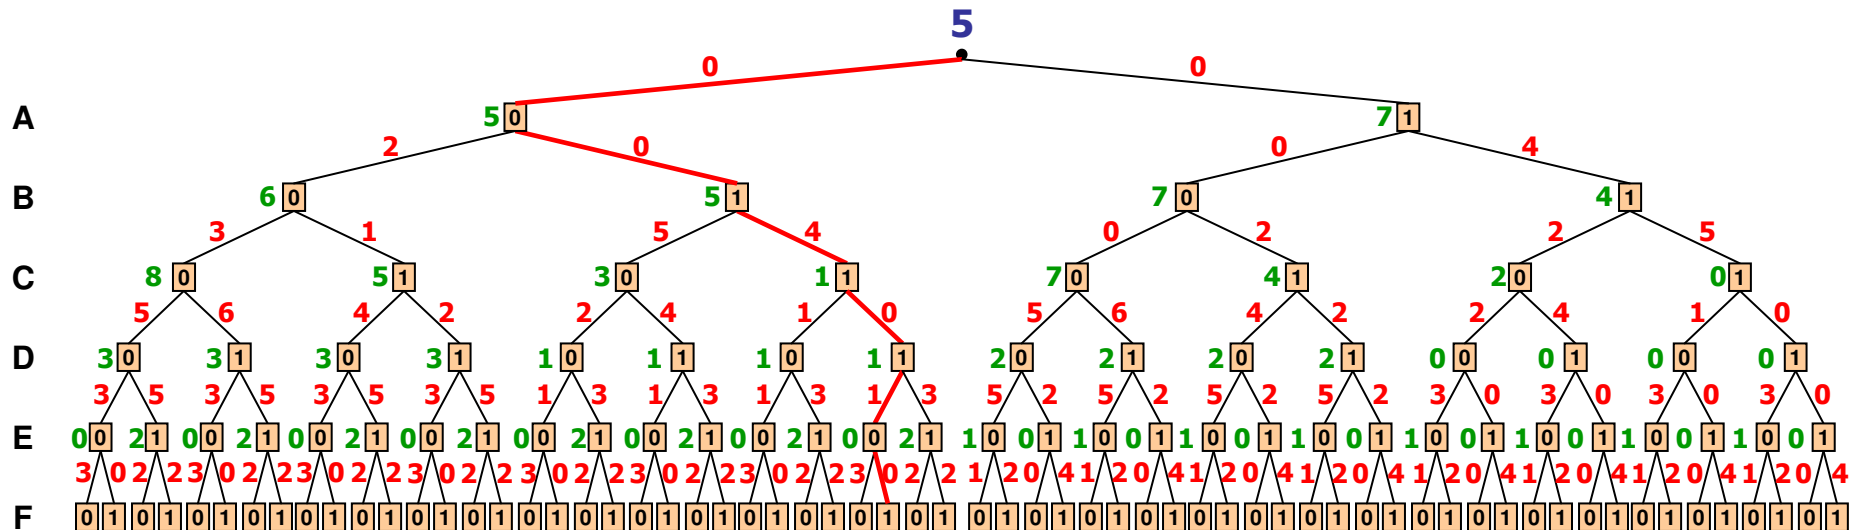 5
0 0
A 5 0 7 1
2 0 0 4
B 6 0 5 1 7 0 4 1
3 1 5 4 0 2 2 5
C 8 0 5 1 3 0 1 1 7 0 4 1 2 0 0 1
5 6 4 2 2 4 1 0 5 6 4 2 2 4 1 0
D 3 0 3 1 3 0 3 1 1 0 1 1 1 0 1 1 2 0 2 1 2 0 2 1 0 0 0 1 0 0 0 1
3 5 3 5 3 5 3 5 1 3 1 3 1 3 1 3 5 2 5 2 5 2 5 2 3 0 3 0 3 0 3 0
E 0 0 2 1 0 0 2 1 0 0 2 1 0 0 2 1 0 0 2 1 0 0 2 1 0 0 2 1 0 0 2 1 1 0 0 1 1 0 0 1 1 0 0 1 1 0 0 1 1 0 0 1 1 0 0 1 1 0 0 1 1 0 0 1
3 0 2 2 3 0 2 2 3 0 2 2 3 0 2 2 3 0 2 2 3 0 2 2 3 0 2 2 3 0 2 2 1 2 0 4 1 2 0 4 1 2 0 4 1 2 0 4 1 2 0 4 1 2 0 4 1 2 0 4 1 2 0 4
F 0 1 0 1 0 1 0 1 0 1 0 1 0 1 0 1 0 1 0 1 0 1 0 1 0 1 0 1 0 1 0 1 0 1 0 1 0 1 0 1 0 1 0 1 0 1 0 1 0 1 0 1 0 1 0 1 0 1 0 1 0 1 0 1